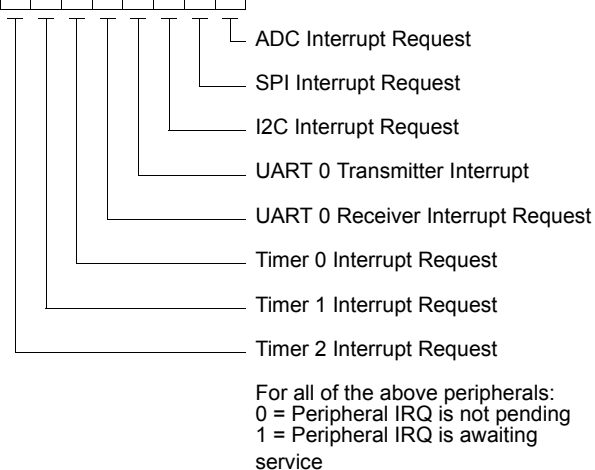 ADC Interrupt Request
SPI Interrupt Request
I2C Interrupt Request
UART 0 Transmitter Interrupt
UART 0 Receiver Interrupt Request
Timer 0 Interrupt Request
Timer 1 Interrupt Request
Timer 2 Interrupt Request
For all of the above peripherals:
0 = Peripheral IRQ is not pending
1 = Peripheral IRQ is awaiting
service